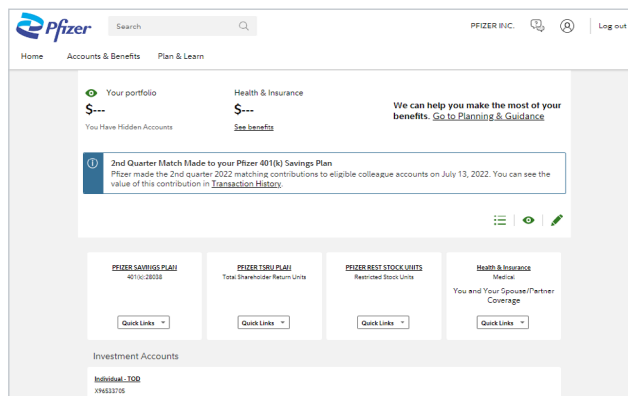 Pfizer
Search
PFIZER INC.
Log out
Home Accounts & Benefits Plan & Learn
Your portfolio
$---
You Have Hidden Accounts
Health & Insurance
$---
See benefits
We can help you make the most of your
benefits. Go to Planning & Guidance
2nd Quarter Match Made to your Pfizer 401(k) Savings Plan
Pfizer made the 2nd quarter 2022 matching contributions to eligible colleague accounts on July 13, 2022. You can see the
value of this contribution in Transaction History.
PFIZER SAVINGS PLAN
401(k):28038
Quick Links
PFIZER TSRU PLAN
Total Shareholder Return Units
Quick Links
PFIZER REST STOCK UNITS
Restricted Stock Units
Quick Links
Health & Insurance
Medical
You and Your Spouse/Partner
Coverage
Quick Links
Investment Accounts
Individual - TOD
X96533705